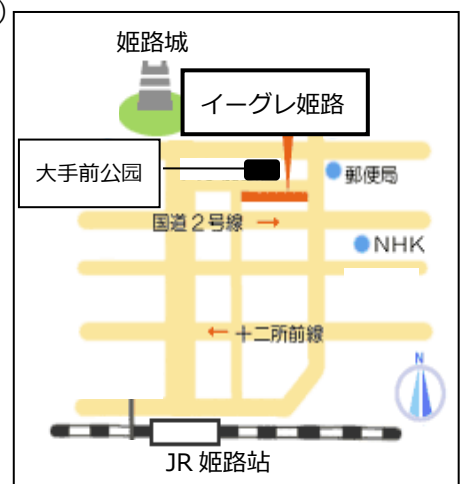 )
姫路城
イーグレ姫路
大手前公园
郵便局
国道2号線 →
NHK
← 十二所前線
N
JR 姫路站